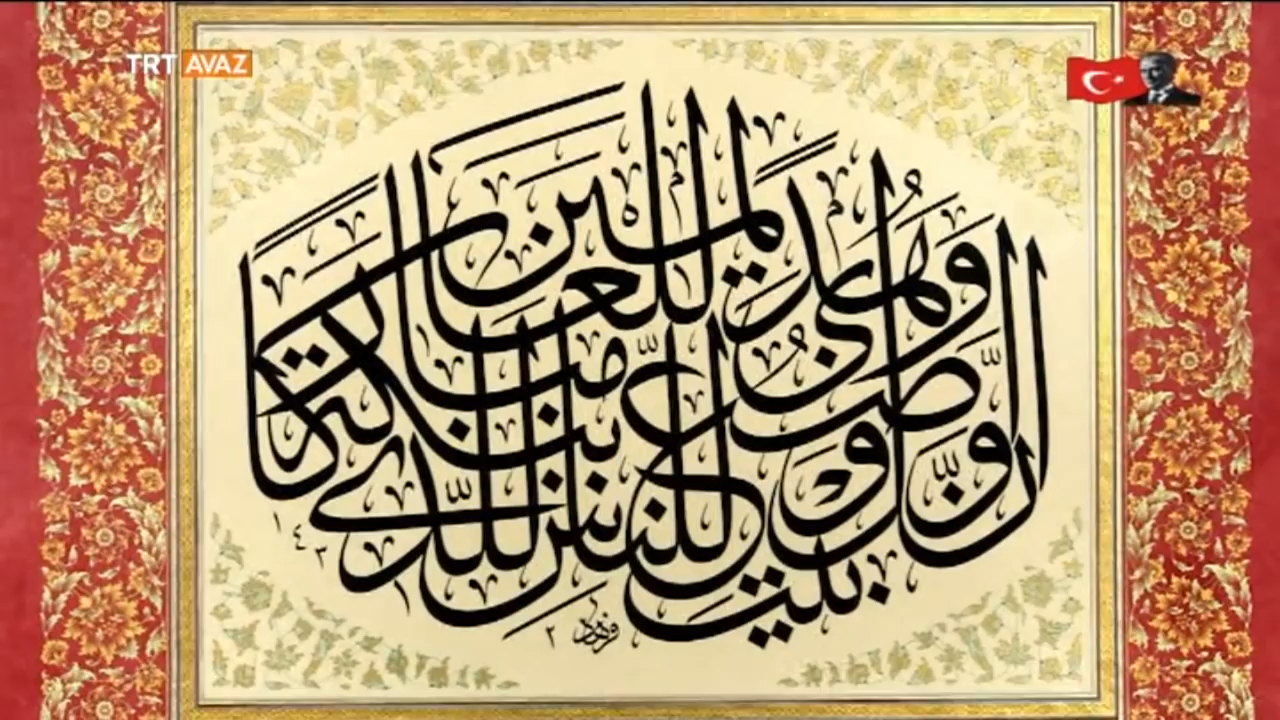 TRT AVAZ
إن أول بيت وضع للناس للذي ببكة مباركا وهدى للعالمين